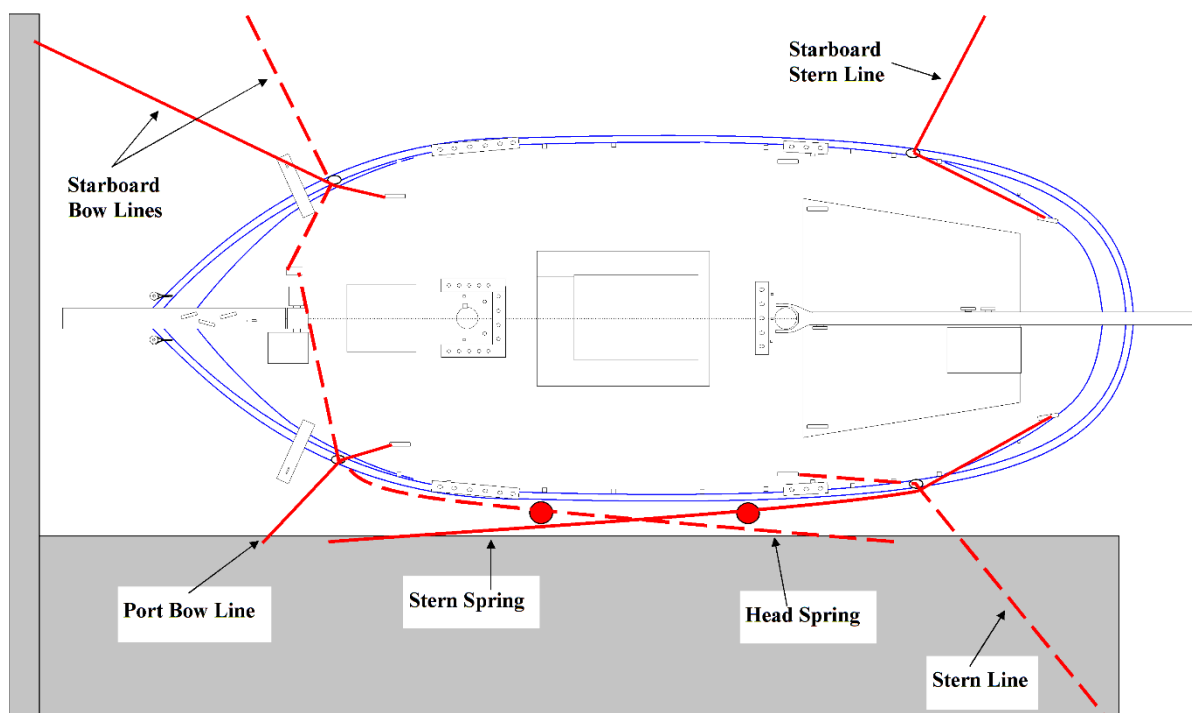 Starboard
Stern Line
Starboard
Bow Lines
Port Bow Line
Stern Spring
Head Spring
Stern Line